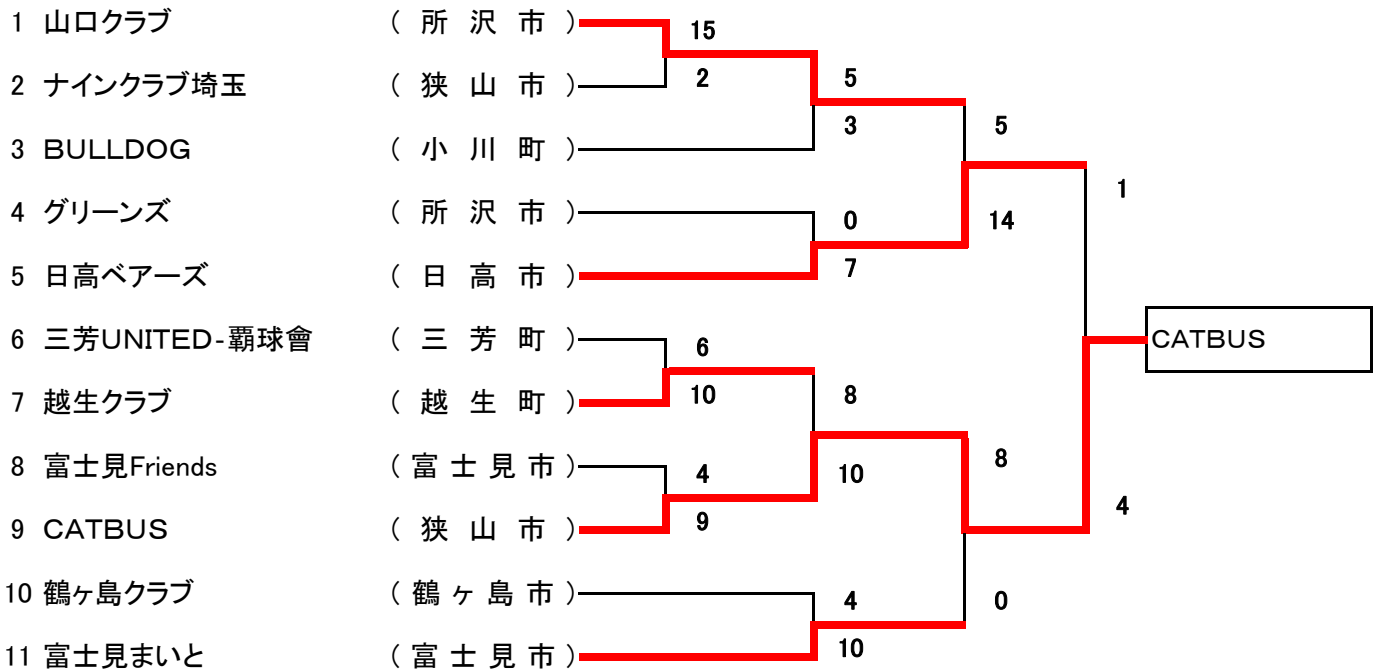 1 山口クラブ ( 所 沢 市 ) 15
2 ナインクラブ埼玉 ( 狭 山 市 ) 2 5
3 BULLDOG ( 小 川 町 ) 3 5
1
4 グリーンズ ( 所 沢 市 ) 0 14
5 日高ベアーズ ( 日 高 市 ) 7
6 三芳UNITED-覇球會 ( 三 芳 町 ) 6 CATBUS
7 越生クラブ ( 越 生 町 ) 10 8
8 富士見Friends ( 富 士 見 市 ) 4 10 8
9 CATBUS ( 狭 山 市 ) 9 4
10 鶴ヶ島クラブ ( 鶴 ヶ 島 市 ) 4 0
11 富士見まいと ( 富 士 見 市 ) 10